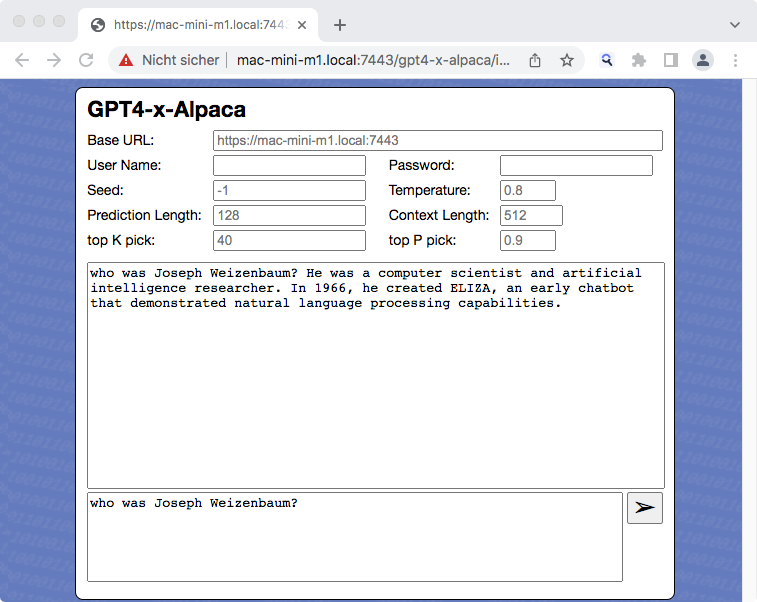 https://mac-mini-m1.local:744
Nicht sicher mac-mini-m1.local:7443/gpt4-x-alpaca/i...
GPT4-x-Alpaca
Base URL: https://mac-mini-m1.local:7443
User Name: Password:
Seed: -1 Temperature: 0.8
Prediction Length: 128 Context Length: 512
top K pick: 40 top P pick: 0.9
who was Joseph Weizenbaum? He was a computer scientist and artificial
intelligence researcher. In 1966, he created ELIZA, an early chatbot
that demonstrated natural language processing capabilities.
who was Joseph Weizenbaum?